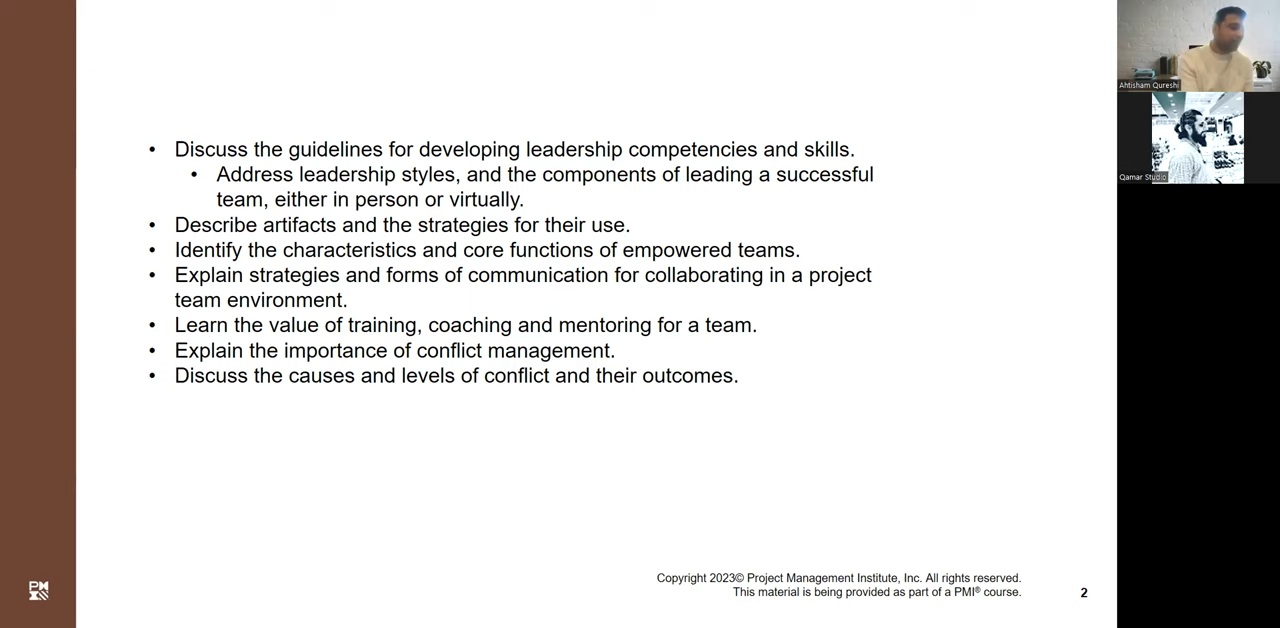 • Discuss the guidelines for developing leadership competencies and skills.
• Address leadership styles, and the components of leading a successful
team, either in person or virtually.
• Describe artifacts and the strategies for their use.
• Identify the characteristics and core functions of empowered teams.
• Explain strategies and forms of communication for collaborating in a project
team environment.
• Learn the value of training, coaching and mentoring for a team.
• Explain the importance of conflict management.
• Discuss the causes and levels of conflict and their outcomes.
Copyright 2023© Project Management Institute, Inc. All rights reserved.
This material is being provided as part of a PMI® course.
2
Ahtisham Qureshi
Qamar Studio